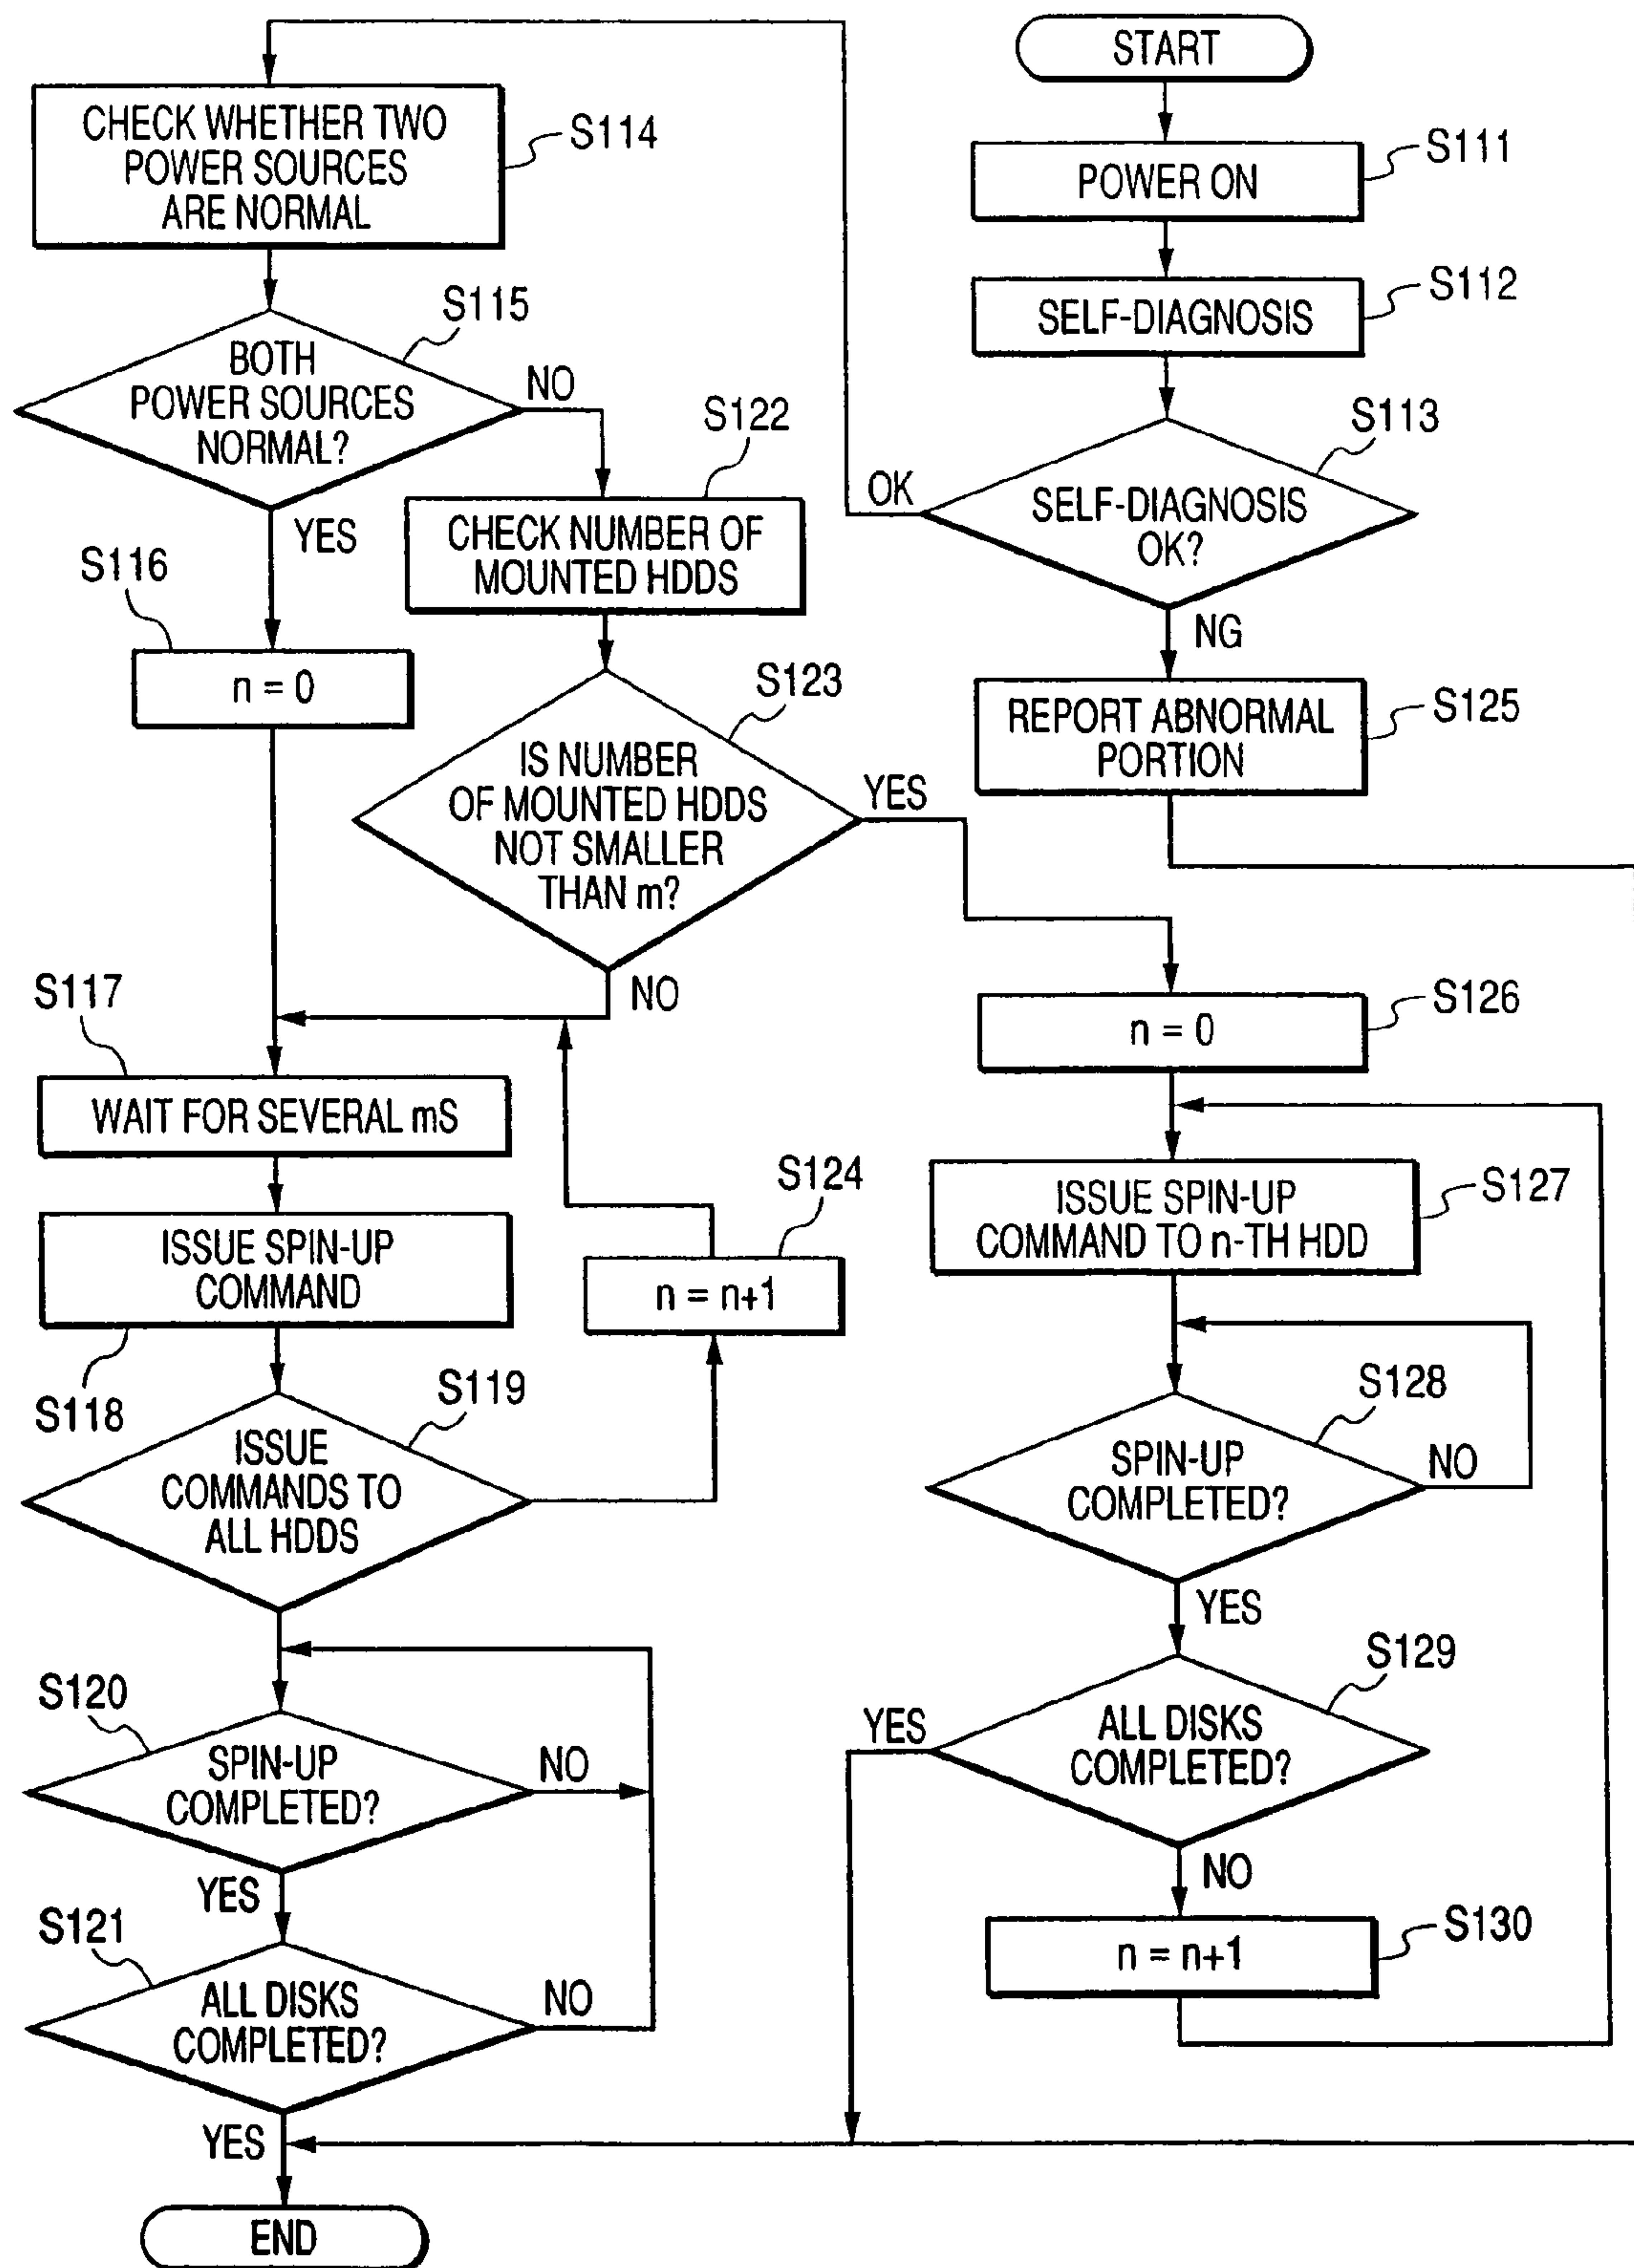 START
S111
POWER ON
S112
SELF-DIAGNOSIS
S113
SELF-DIAGNOSIS
OK?
OK
NG
S125
REPORT ABNORMAL
PORTION
S114
CHECK WHETHER TWO
POWER SOURCES
ARE NORMAL
S115
BOTH
POWER SOURCES
NORMAL?
NO
YES
S116
n = 0
S122
CHECK NUMBER OF
MOUNTED HDDS
S123
IS NUMBER
OF MOUNTED HDDS
NOT SMALLER
THAN m?
YES
NO
S117
WAIT FOR SEVERAL mS
ISSUE SPIN-UP
COMMAND
S118
S119
ISSUE
COMMANDS TO
ALL HDDS
S124
n = n+1
S120
SPIN-UP
COMPLETED?
NO
YES
S121
ALL DISKS
COMPLETED?
NO
YES
S126
n = 0
S127
ISSUE SPIN-UP
COMMAND TO n-TH HDD
S128
SPIN-UP
COMPLETED?
NO
YES
S129
ALL DISKS
COMPLETED?
YES
NO
S130
n = n+1
END